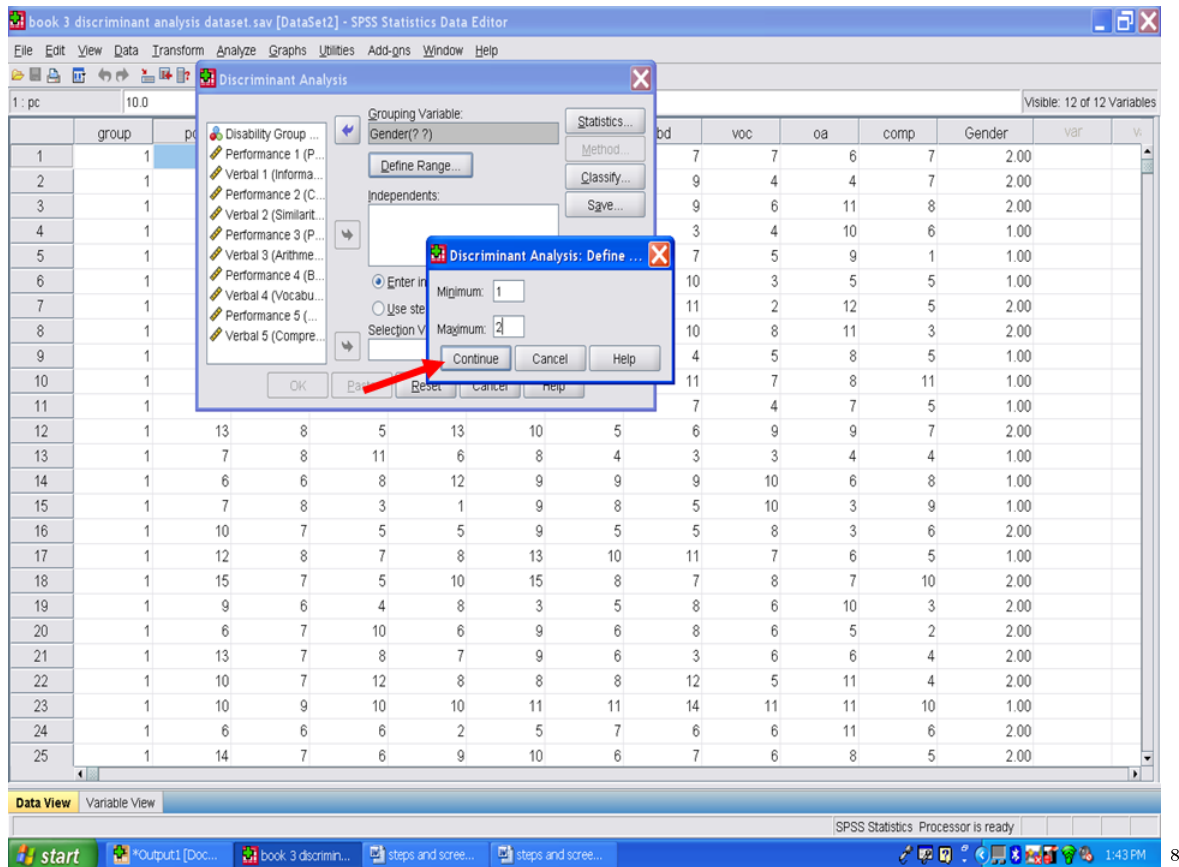 book 3 discriminant analysis dataset.sav [DataSet2] - SPSS Statistics Data Editor
File Edit View Data Transform Analyze Graphs Utilities Add-ons Window Help
Discriminant Analysis
1 : pc 10.0 Visible: 12 of 12 Variables
Grouping Variable:
Gender(? ?)
Define Range...
Independents:
Statistics...
Method...
Classify...
Save...
Disability Group ...
Performance 1 (P...
Verbal 1 (Informa...
Performance 2 (C...
Verbal 2 (Similarit...
Performance 3 (P...
Verbal 3 (Arithme...
Performance 4 (B...
Verbal 4 (Vocabu...
Performance 5 (...
Verbal 5 (Compre...
Enter in
Use ste
Selection V
OK Reset Cancel Help
Discriminant Analysis: Define ...
Minimum: 1
Maximum: 2
Continue Cancel Help
group bd voc oa comp Gender var
1 1 7 7 6 7 2.00
2 1 9 4 4 7 2.00
3 1 9 6 11 8 2.00
4 1 3 4 10 6 1.00
5 1 7 5 9 1 1.00
6 1 10 3 5 5 1.00
7 1 11 2 12 5 2.00
8 1 10 8 11 3 2.00
9 1 4 5 8 5 1.00
10 1 11 7 8 11 1.00
11 1 7 4 7 5 1.00
12 1 13 8 5 13 10 5 6 9 9 7 2.00
13 1 7 8 11 6 8 4 3 3 4 4 1.00
14 1 6 6 8 12 9 9 9 10 6 8 1.00
15 1 7 8 3 1 9 8 5 10 3 9 1.00
16 1 10 7 5 5 9 5 5 8 3 6 2.00
17 1 12 8 7 8 13 10 11 7 6 5 1.00
18 1 15 7 5 10 15 8 7 8 7 10 2.00
19 1 9 6 4 8 3 5 8 6 10 3 2.00
20 1 6 7 10 6 9 6 8 6 5 2 2.00
21 1 13 7 8 7 9 6 3 6 6 4 2.00
22 1 10 7 12 8 8 8 12 5 11 4 2.00
23 1 10 9 10 10 11 11 14 11 11 10 1.00
24 1 6 6 6 2 5 7 6 6 11 6 2.00
25 1 14 7 6 9 10 6 7 6 8 5 2.00
Data View Variable View
SPSS Statistics Processor is ready
start *Output1 [Doc... book 3 discrimin... steps and scree... steps and scree... 1:43 PM
8